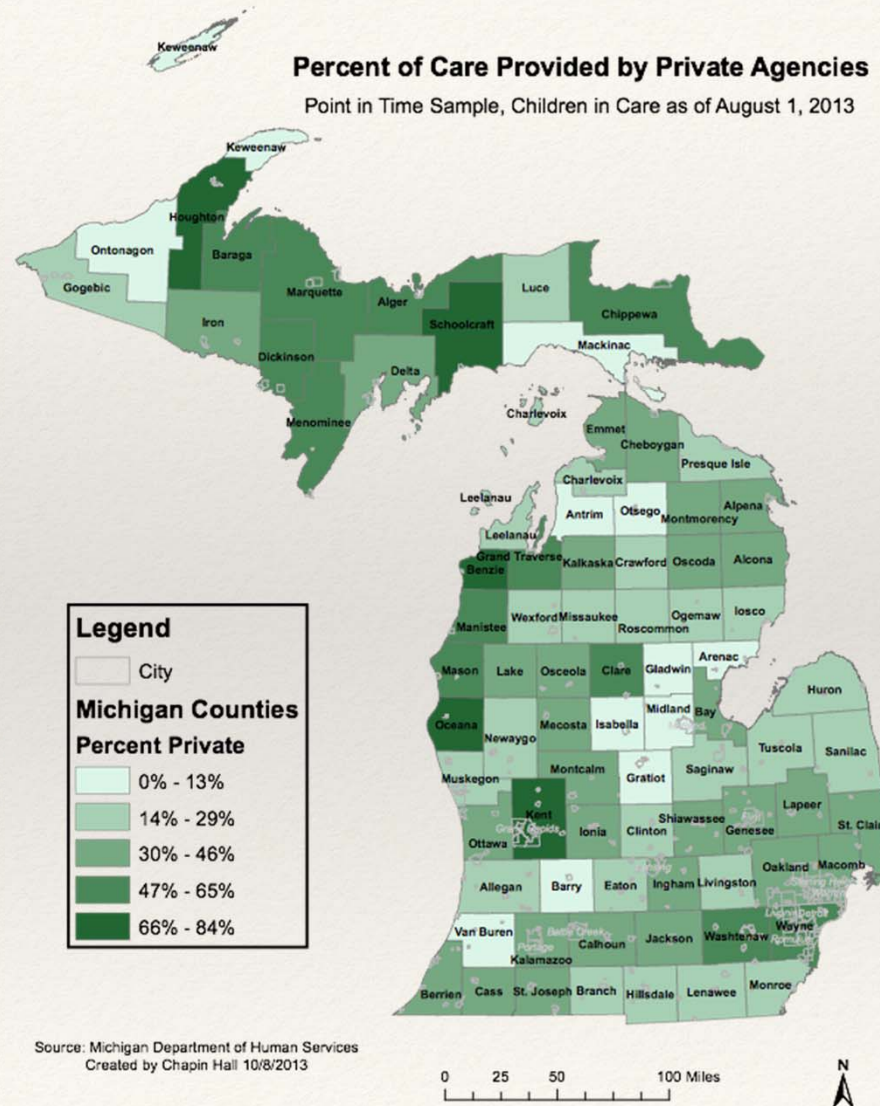 Percent of Care Provided by Private Agencies
Point in Time Sample, Children in Care as of August 1, 2013
Keweenaw
Keweenaw
Houghton
Ontonagon
Baraga
Gogebic
Marquette
Alger
Luce
Chippewa
Iron
Schoolcraft
Mackinac
Dickinson
Delta
Menominee
Charlevoix
Emmet
Cheboygan
Presque Isle
Charlevoix
Leelanau
Antrim
Otsego
Montmorency
Alpena
Leelanau
Grand Traverse
Benzie
Kalkaska
Crawford
Oscoda
Alcona
Manistee
Wexford
Missaukee
Roscommon
Ogemaw
Iosco
Mason
Lake
Osceola
Clare
Gladwin
Arenac
Huron
Oceana
Newaygo
Mecosta
Isabella
Midland
Bay
Tuscola
Sanilac
Muskegon
Montcalm
Gratiot
Saginaw
Kent
Grand Rapids
Ottawa
Ionia
Clinton
Shiawassee
Genesee
Flint
Lapeer
St. Clair
Allegan
Barry
Eaton
Lansing
Ingham
Livingston
Oakland
Macomb
Van Buren
Battle Creek
Portage
Kalamazoo
Calhoun
Jackson
Washtenaw
Wayne
Berrien
Cass
St. Joseph
Branch
Hillsdale
Lenawee
Monroe
Legend
City
Michigan Counties
Percent Private
0% - 13%
14% - 29%
30% - 46%
47% - 65%
66% - 84%
Source: Michigan Department of Human Services
Created by Chapin Hall 10/8/2013
0 25 50 100 Miles
N